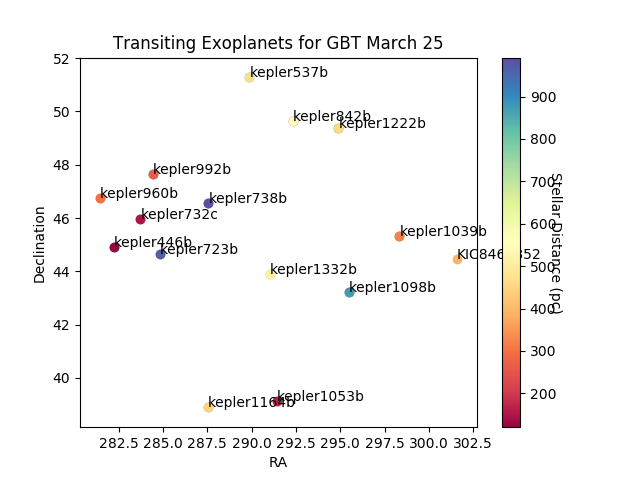 Transiting Exoplanets for GBT March 25
52
50
48
46
44
42
40
Declination
kepler537b
kepler842b
kepler1222b
kepler992b
kepler960b
kepler738b
kepler732c
kepler446b
kepler723b
kepler1039b
kepler1332b
kepler1098b
kepler1053b
kepler1164b
282.5 285.0 287.5 290.0 292.5 295.0 297.5 300.0 302.5
RA
900
800
700
600
500
400
300
200
Stellar Distance (pc)